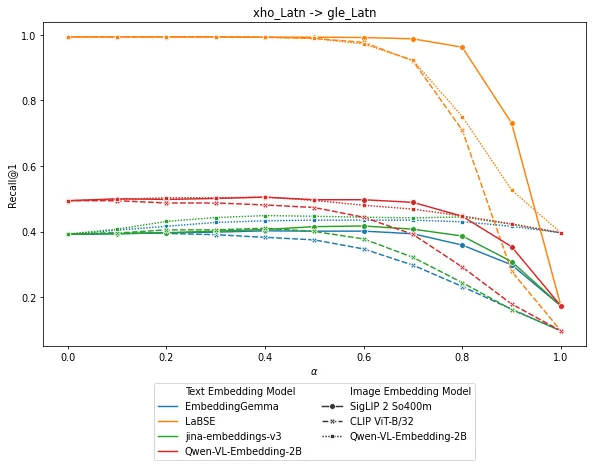 xho_Latn -> gle_Latn
Recall@1
1.0
0.8
0.6
0.4
0.2
0.0
0.2
0.4
0.6
0.8
1.0
α
Text Embedding Model
EmbeddingGemma
LaBSE
jina-embeddings-v3
Qwen-VL-Embedding-2B
Image Embedding Model
SigLIP 2 So400m
CLIP ViT-B/32
Qwen-VL-Embedding-2B